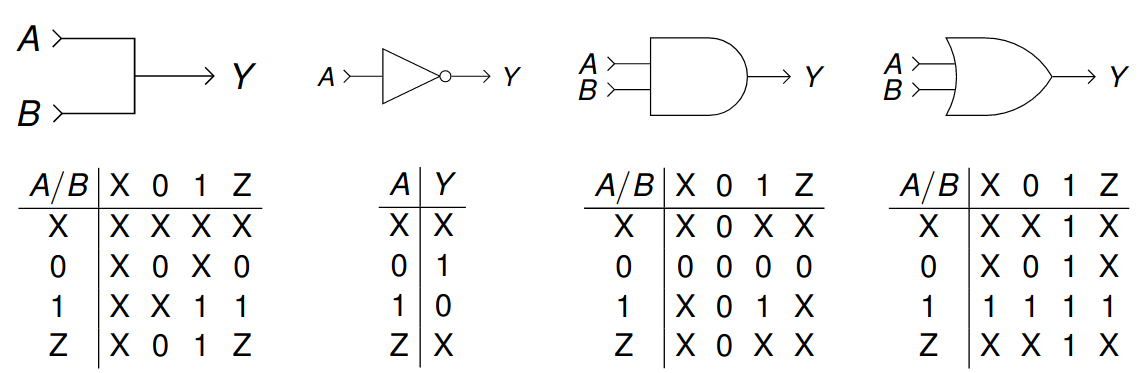 A
B
Y
A
Y
A
B
Y
A
B
Y
A/B X 0 1 Z
X X X X X
0 X 0 X 0
1 X X 1 1
Z X 0 1 Z
A Y
X X
0 1
1 0
Z X
A/B X 0 1 Z
X X 0 X X
0 0 0 0 0
1 X 0 1 X
Z X 0 X X
A/B X 0 1 Z
X X X 1 X
0 X 0 1 X
1 1 1 1 1
Z X X 1 X